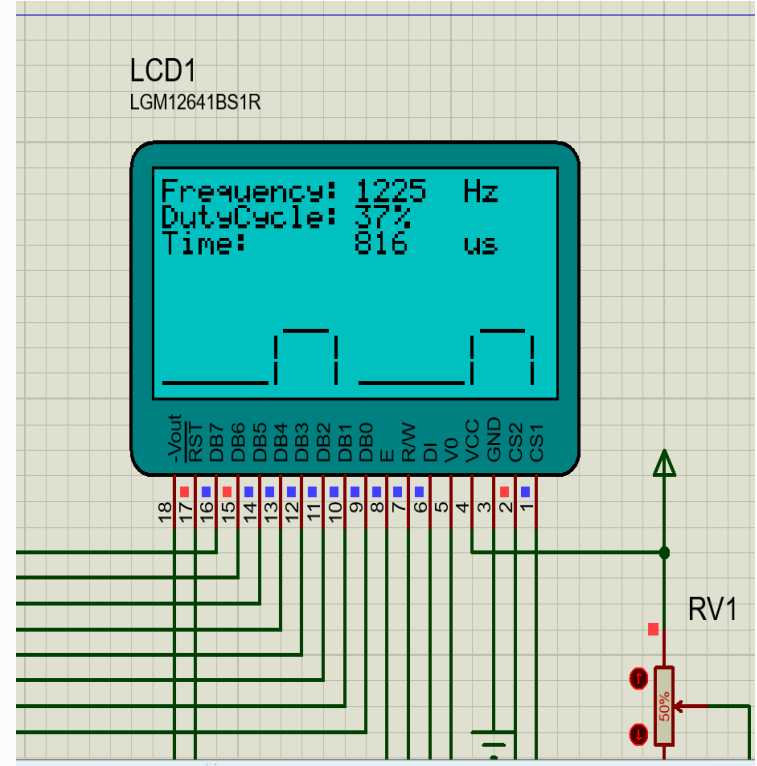 LCD1
LGM12641BS1R
Frequency: 1225 Hz
DutyCycle: 37%
Time: 816 us
-Vout
RST
DB7
DB6
DB5
DB4
DB3
DB2
DB1
DB0
E
R/W
DI
V0
VCC
GND
CS2
CS1
18
17
16
15
14
13
12
11
10
9
8
7
6
5
4
3
2
1
RV1
50%